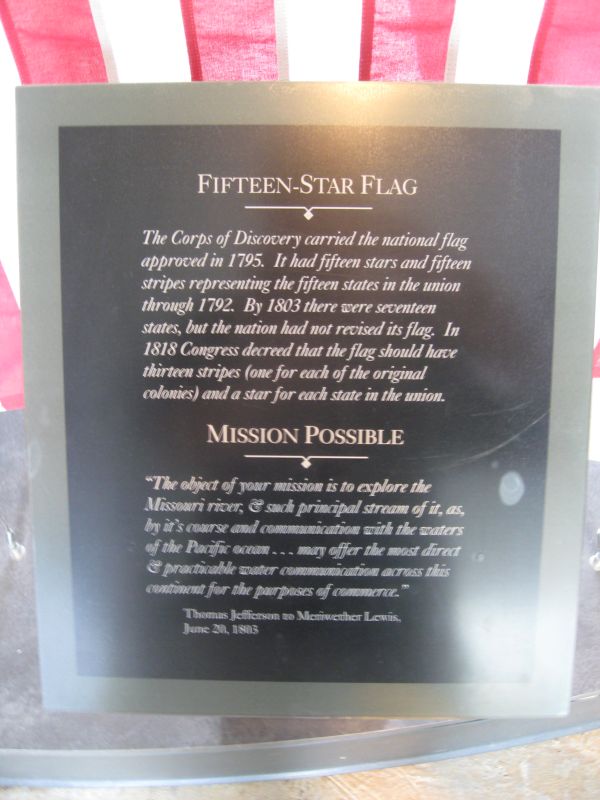 FIFTEEN-STAR FLAG
The Corps of Discovery carried the national flag
approved in 1795. It had fifteen stars and fifteen
stripes representing the fifteen states in the union
through 1792. By 1803 there were seventeen
states, but the nation had not revised its flag. In
1818 Congress decreed that the flag should have
thirteen stripes (one for each of the original
colonies) and a star for each state in the union.
MISSION POSSIBLE
"The object of your mission is to explore the
Missouri river, & such principal stream of it, as,
by it's course and communication with the waters
of the Pacific ocean . . . may offer the most direct
& practicable water communication across this
continent for the purposes of commerce."
Thomas Jefferson to Meriwether Lewis,
June 20, 1803